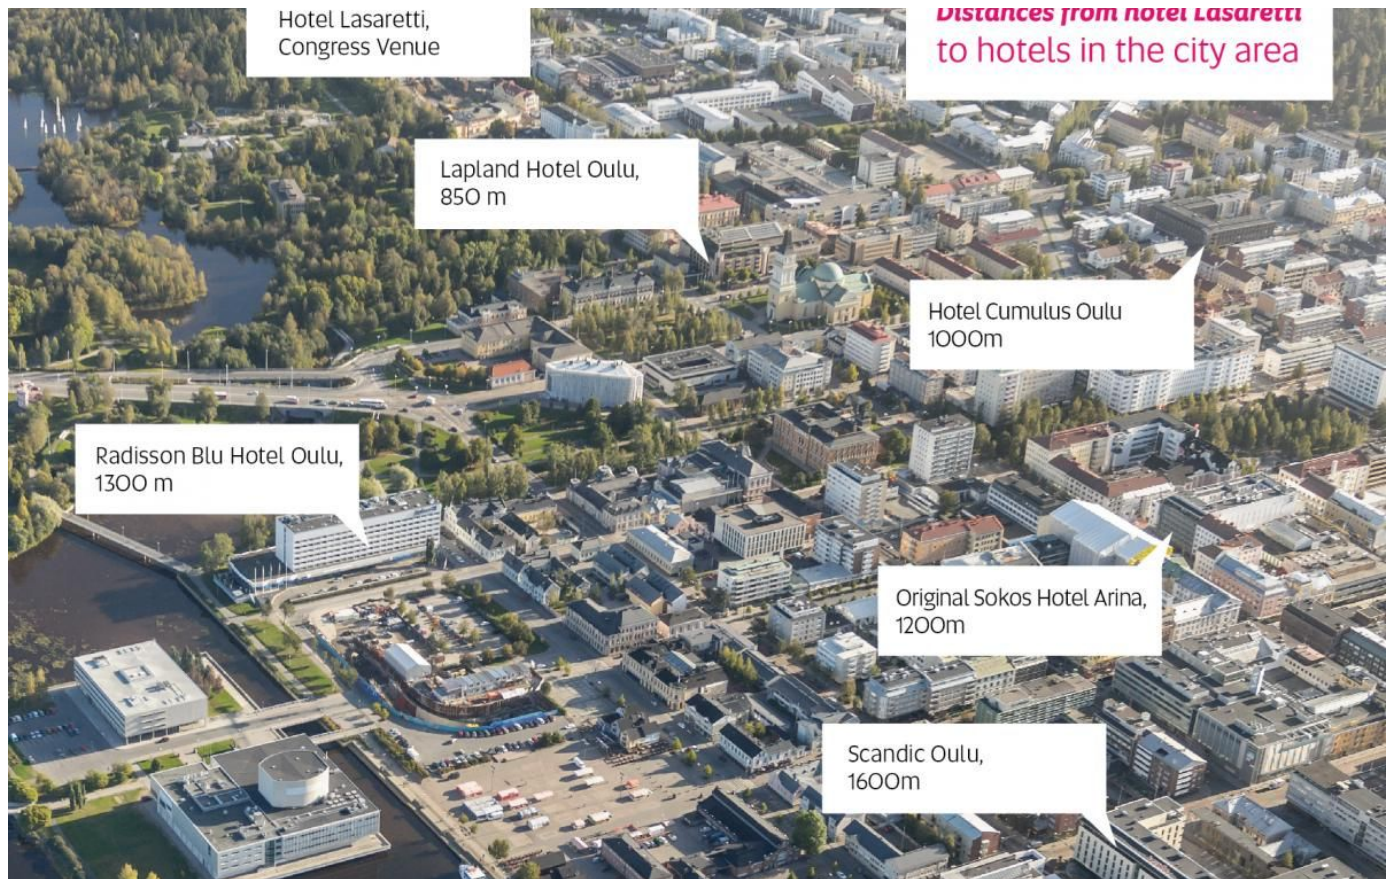 Hotel Lasaretti,
Congress Venue
Distances from hotel Lasaretti
to hotels in the city area
Lapland Hotel Oulu,
850 m
Hotel Cumulus Oulu
1000m
Radisson Blu Hotel Oulu,
1300 m
Original Sokos Hotel Arina,
1200m
Scandic Oulu,
1600m